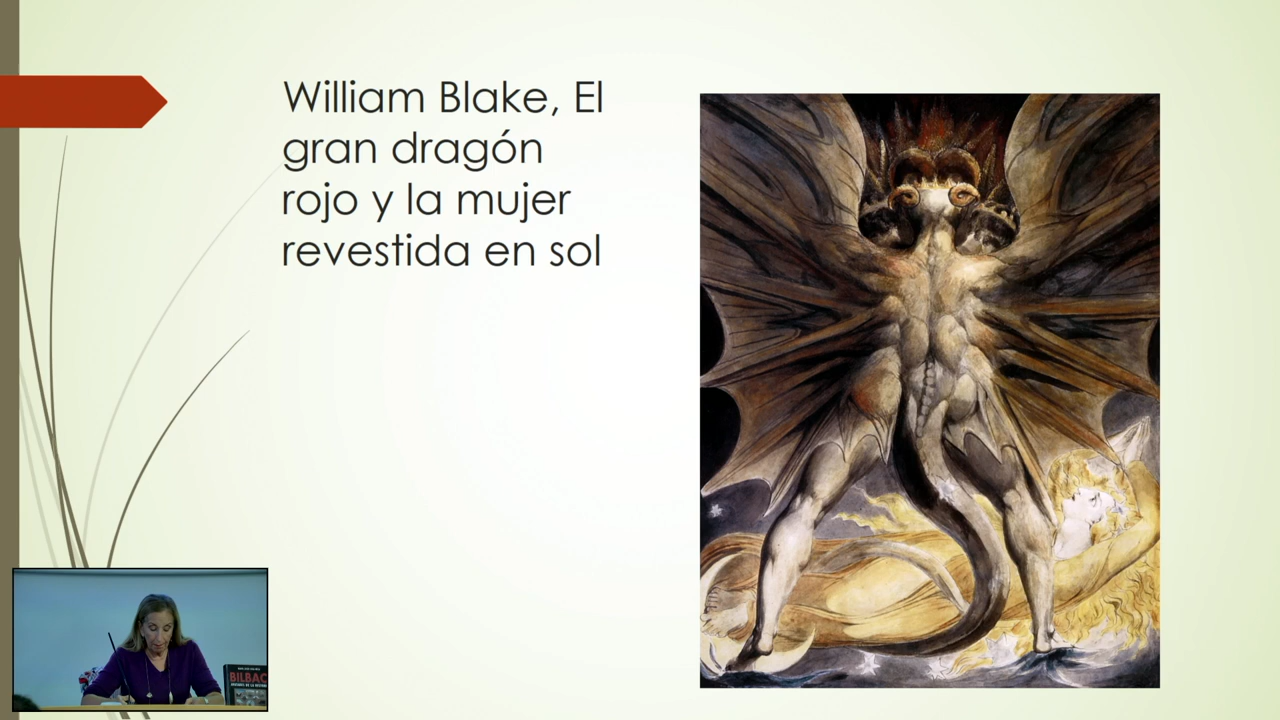 William Blake, El
gran dragón
rojo y la mujer
revestida en sol
BILBAO